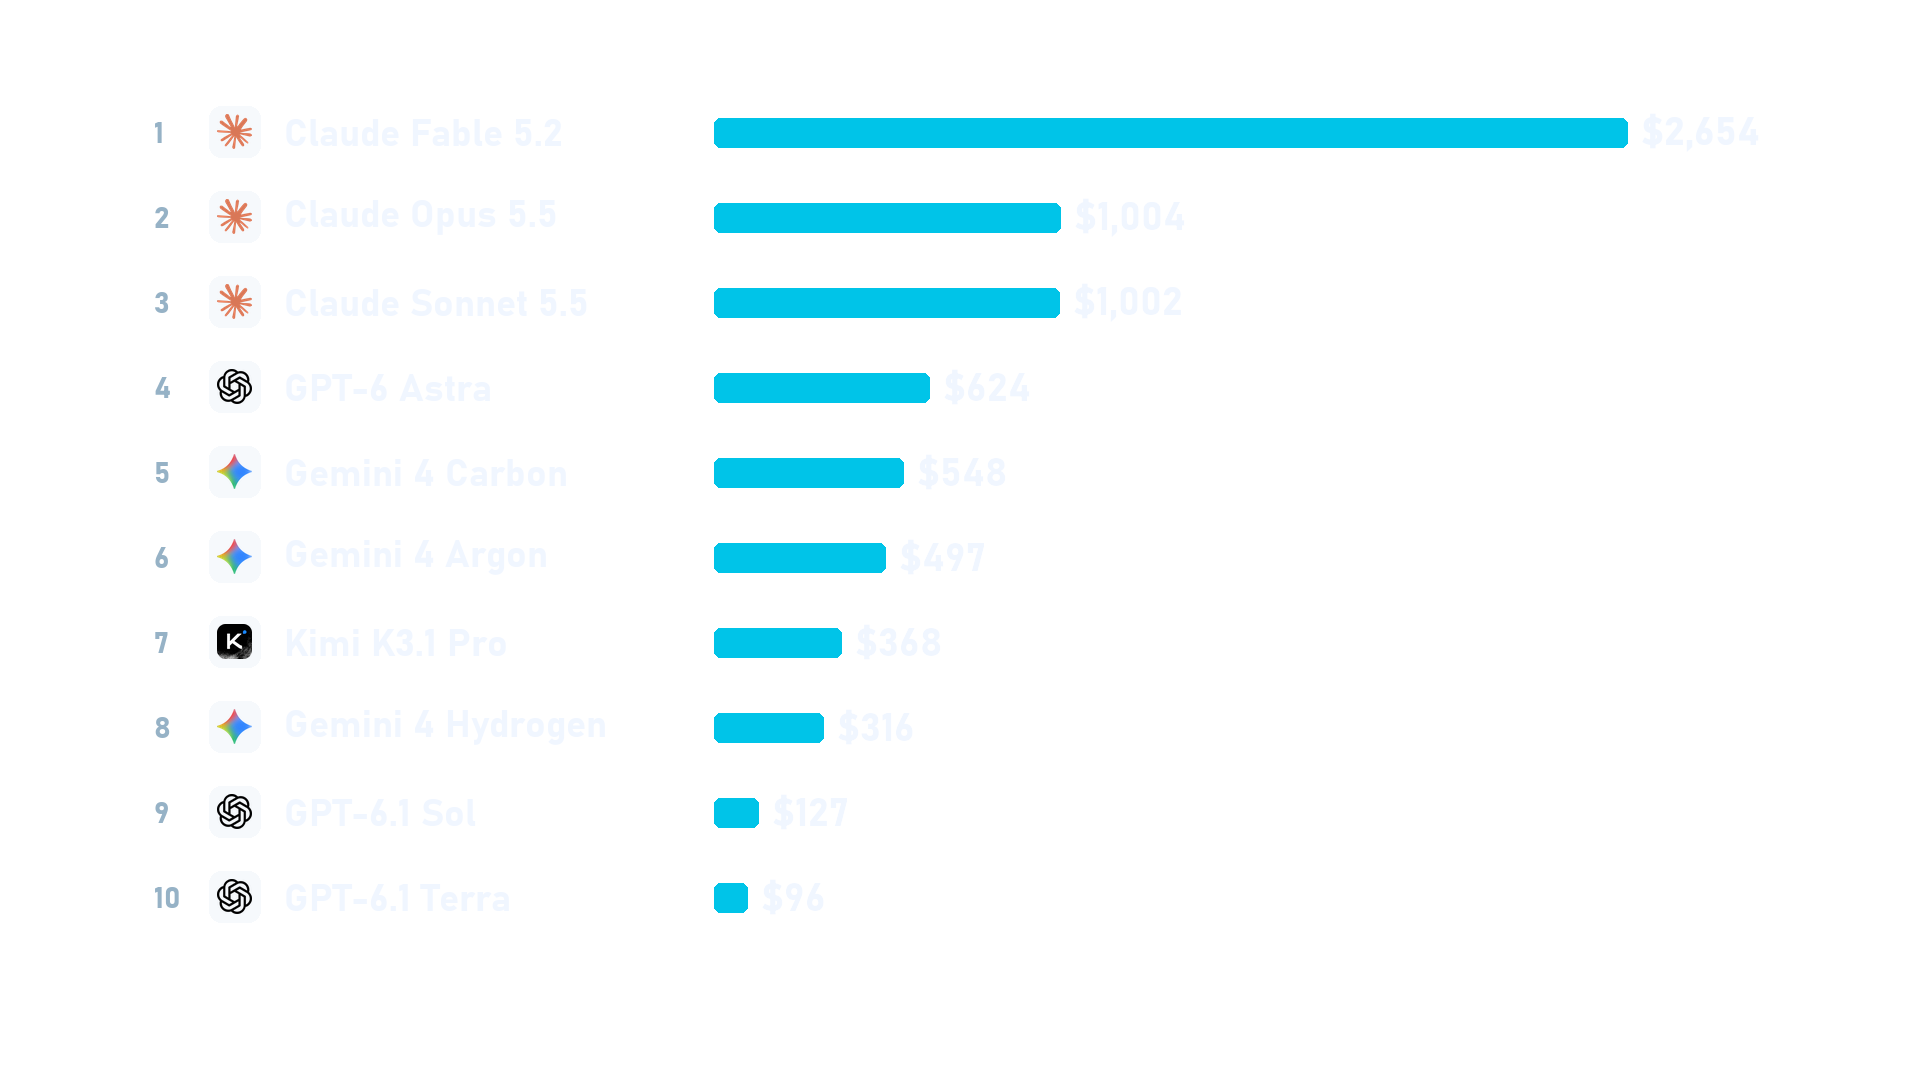 1 Claude Fable 5.2 $2,654
2 Claude Opus 5.5 $1,004
3 Claude Sonnet 5.5 $1,002
4 GPT-6 Astra $624
5 Gemini 4 Carbon $548
6 Gemini 4 Argon $497
7 K Kimi K3.1 Pro $368
8 Gemini 4 Hydrogen $316
9 GPT-6.1 Sol $127
10 GPT-6.1 Terra $96